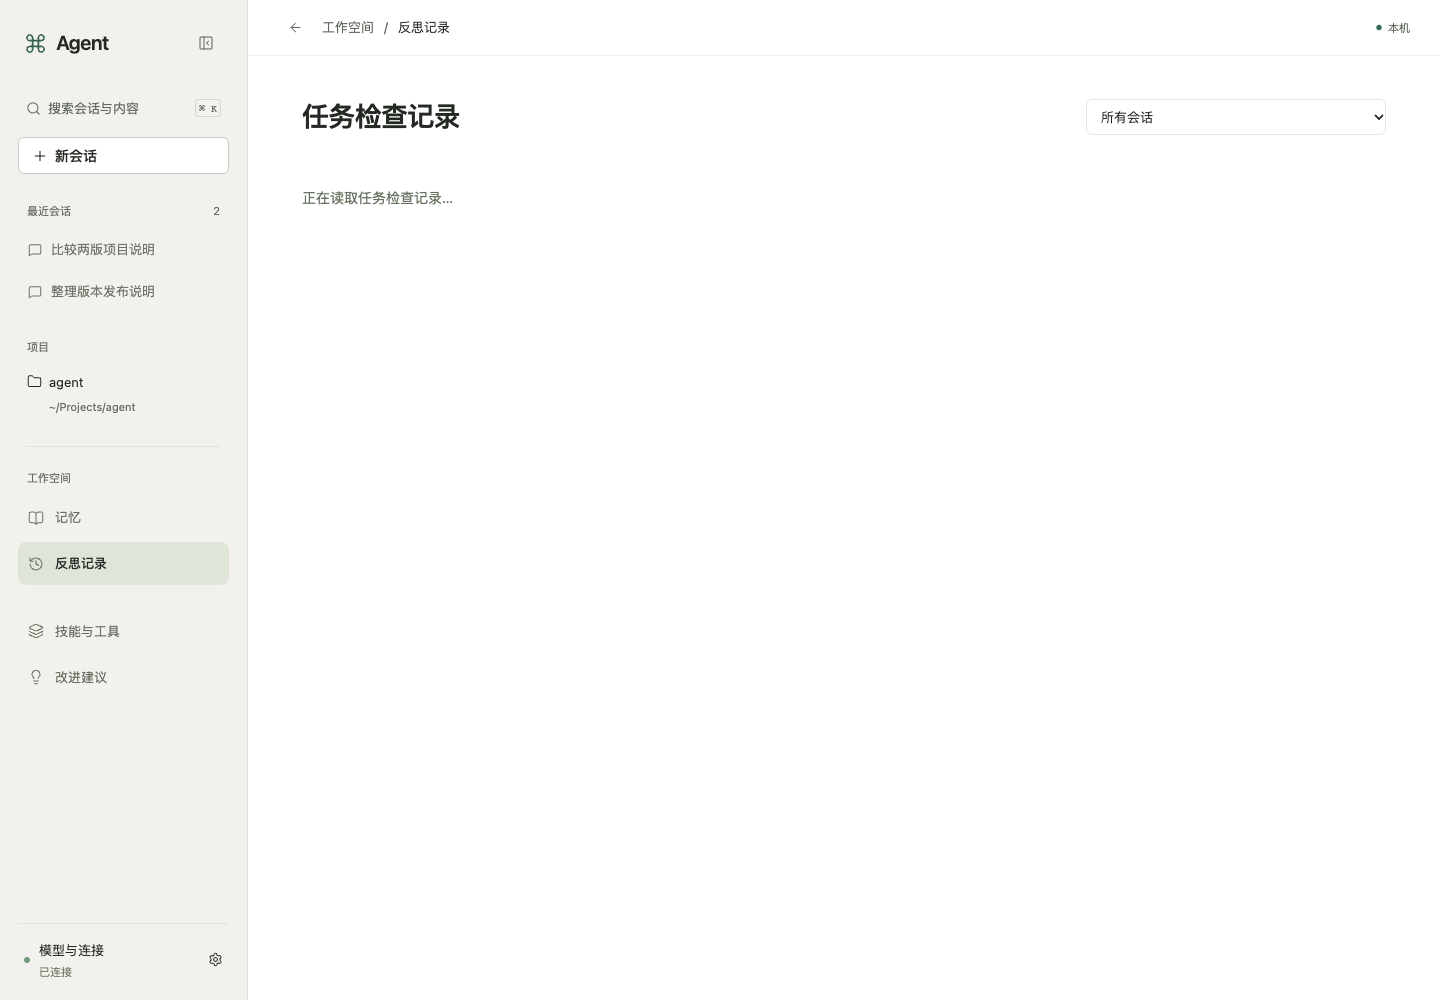 Agent
搜索会话与内容
⌘ K
新会话
最近会话
2
比较两版项目说明
整理版本发布说明
项目
agent
~/Projects/agent
工作空间
记忆
反思记录
技能与工具
改进建议
模型与连接
已连接
工作空间 / 反思记录
本机
任务检查记录
所有会话
正在读取任务检查记录...